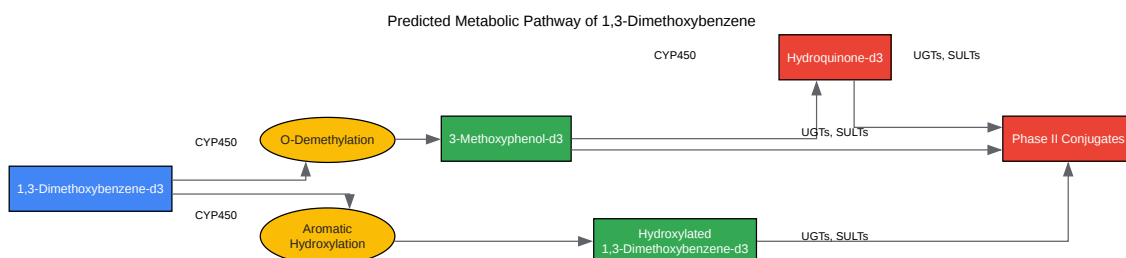 Predicted Metabolic Pathway of 1,3-Dimethoxybenzene
CYP450
Hydroquinone-d3
UGTs, SULTs
CYP450
O-Demethylation
3-Methoxyphenol-d3
UGTs, SULTs
Phase II Conjugates
1,3-Dimethoxybenzene-d3
CYP450
Aromatic
Hydroxylation
Hydroxylated
1,3-Dimethoxybenzene-d3
UGTs, SULTs